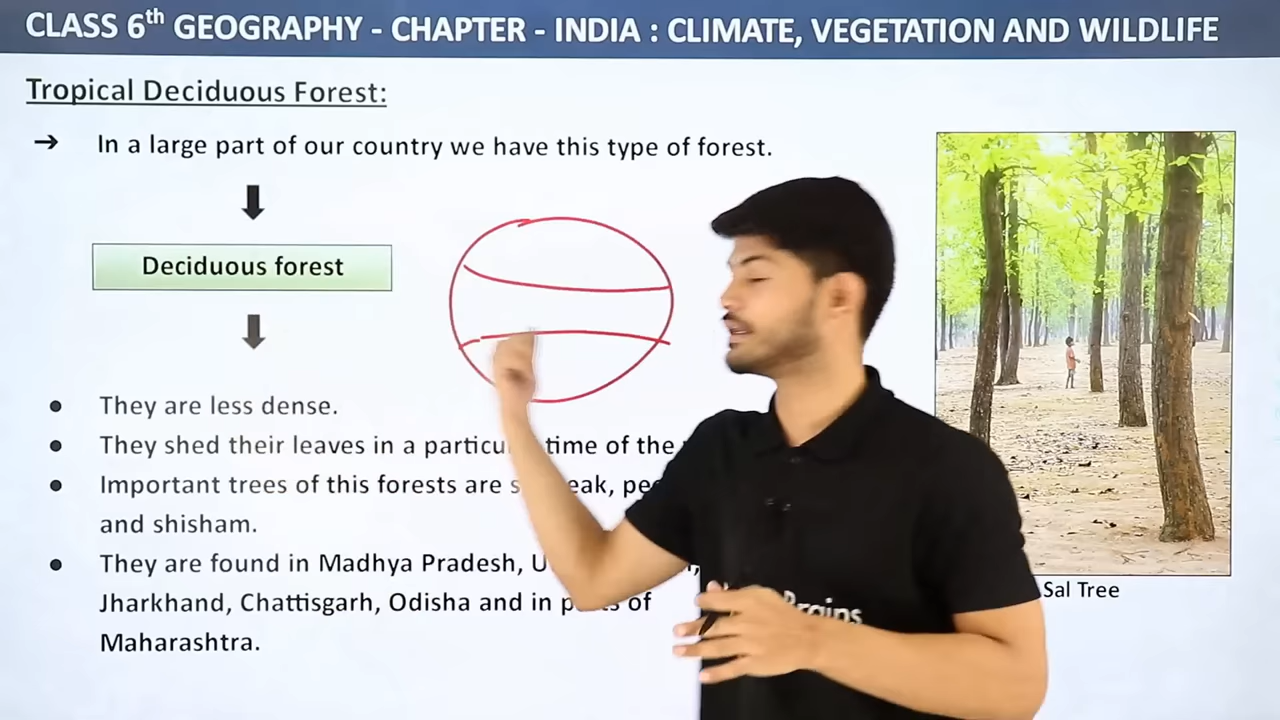 CLASS 6th GEOGRAPHY - CHAPTER - INDIA : CLIMATE, VEGETATION AND WILDLIFE
Tropical Deciduous Forest:
→ In a large part of our country we have this type of forest.
Deciduous forest
● They are less dense.
● They shed their leaves in a time of the
● Important trees of this forests are
and shisham.
● They are found in Madhya Pradesh,
Jharkhand, Chattisgarh, Odisha and in of
Maharashtra.
Sal Tree
Brains